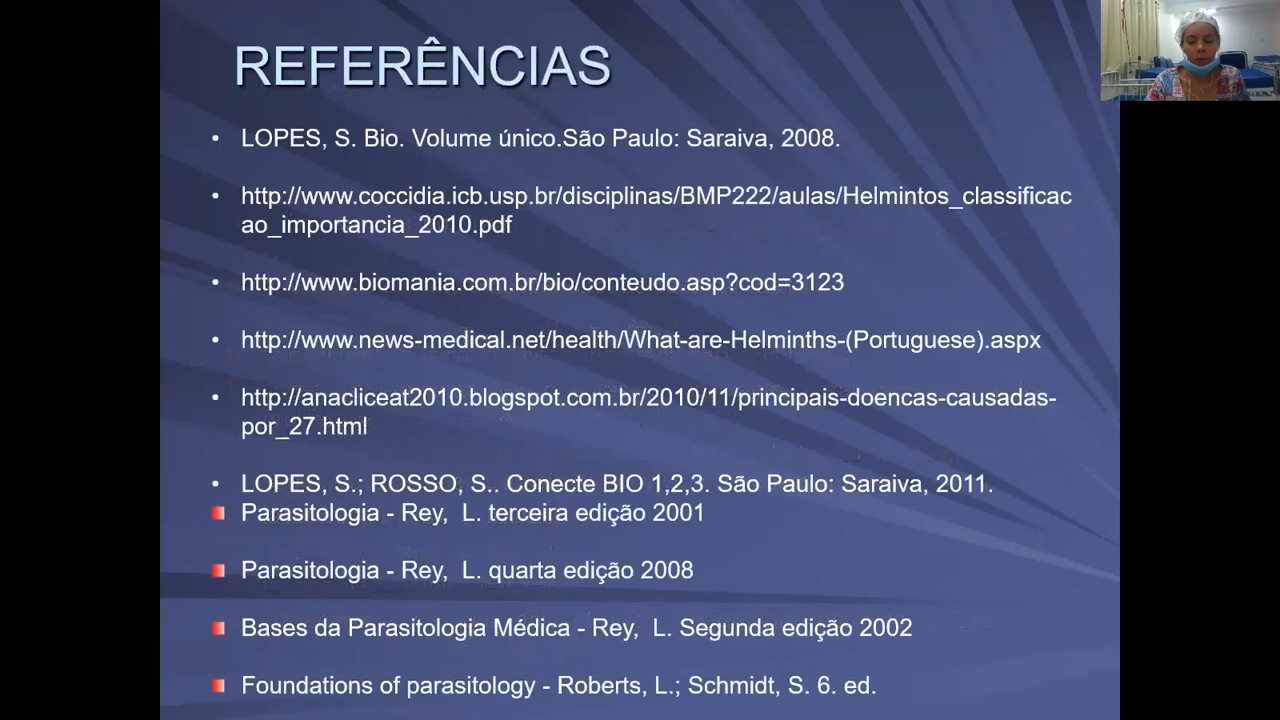 REFERÊNCIAS
• LOPES, S. Bio. Volume único.São Paulo: Saraiva, 2008.
• http://www.coccidia.icb.usp.br/disciplinas/BMP222/aulas/Helmintos_classificac
ao_importancia_2010.pdf
• http://www.biomania.com.br/bio/conteudo.asp?cod=3123
• http://www.news-medical.net/health/What-are-Helminths-(Portuguese).aspx
• http://anacliceat2010.blogspot.com.br/2010/11/principais-doencas-causadas-
por_27.html
• LOPES, S.; ROSSO, S.. Conecte BIO 1,2,3. São Paulo: Saraiva, 2011.
Parasitologia - Rey, L. terceira edição 2001
Parasitologia - Rey, L. quarta edição 2008
Bases da Parasitologia Médica - Rey, L. Segunda edição 2002
Foundations of parasitology - Roberts, L.; Schmidt, S. 6. ed.